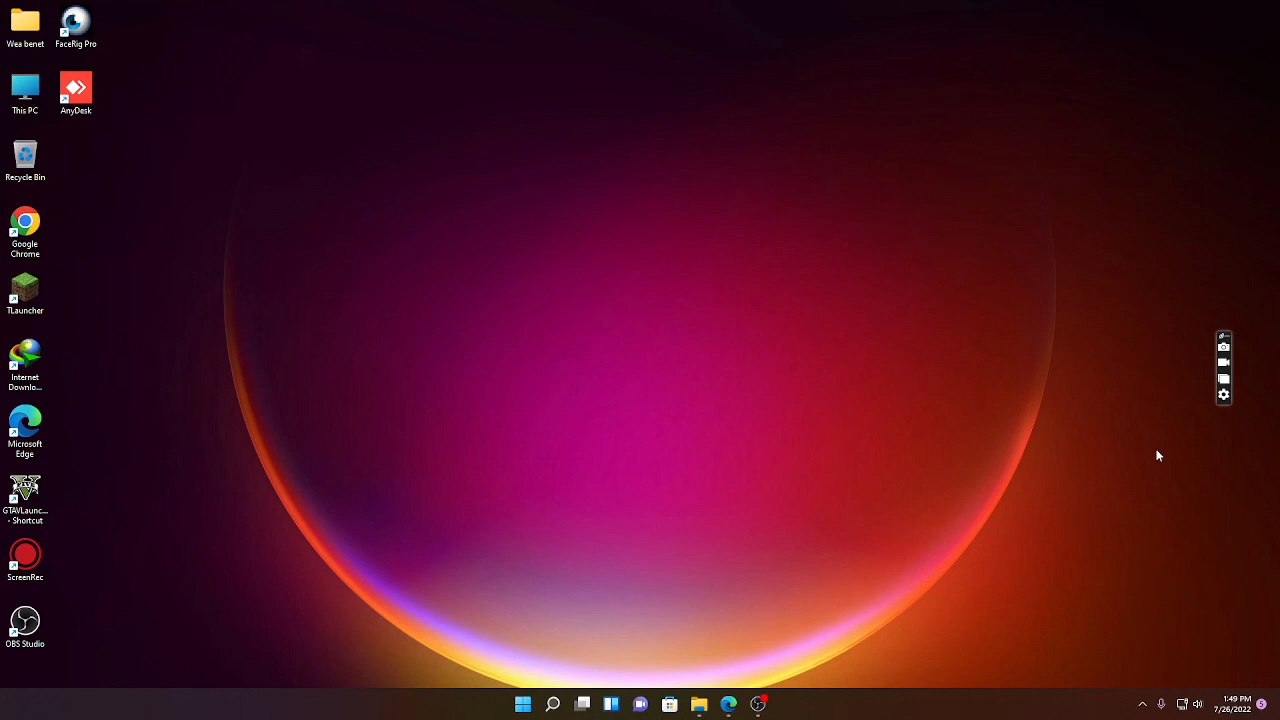 Wea benet
FaceRig Pro
This PC
AnyDesk
Recycle Bin
Google
Chrome
TLauncher
Internet
Downlo...
Microsoft
Edge
GTAVLaunc...
- Shortcut
ScreenRec
OBS Studio
1:49 PM
7/26/2022
5